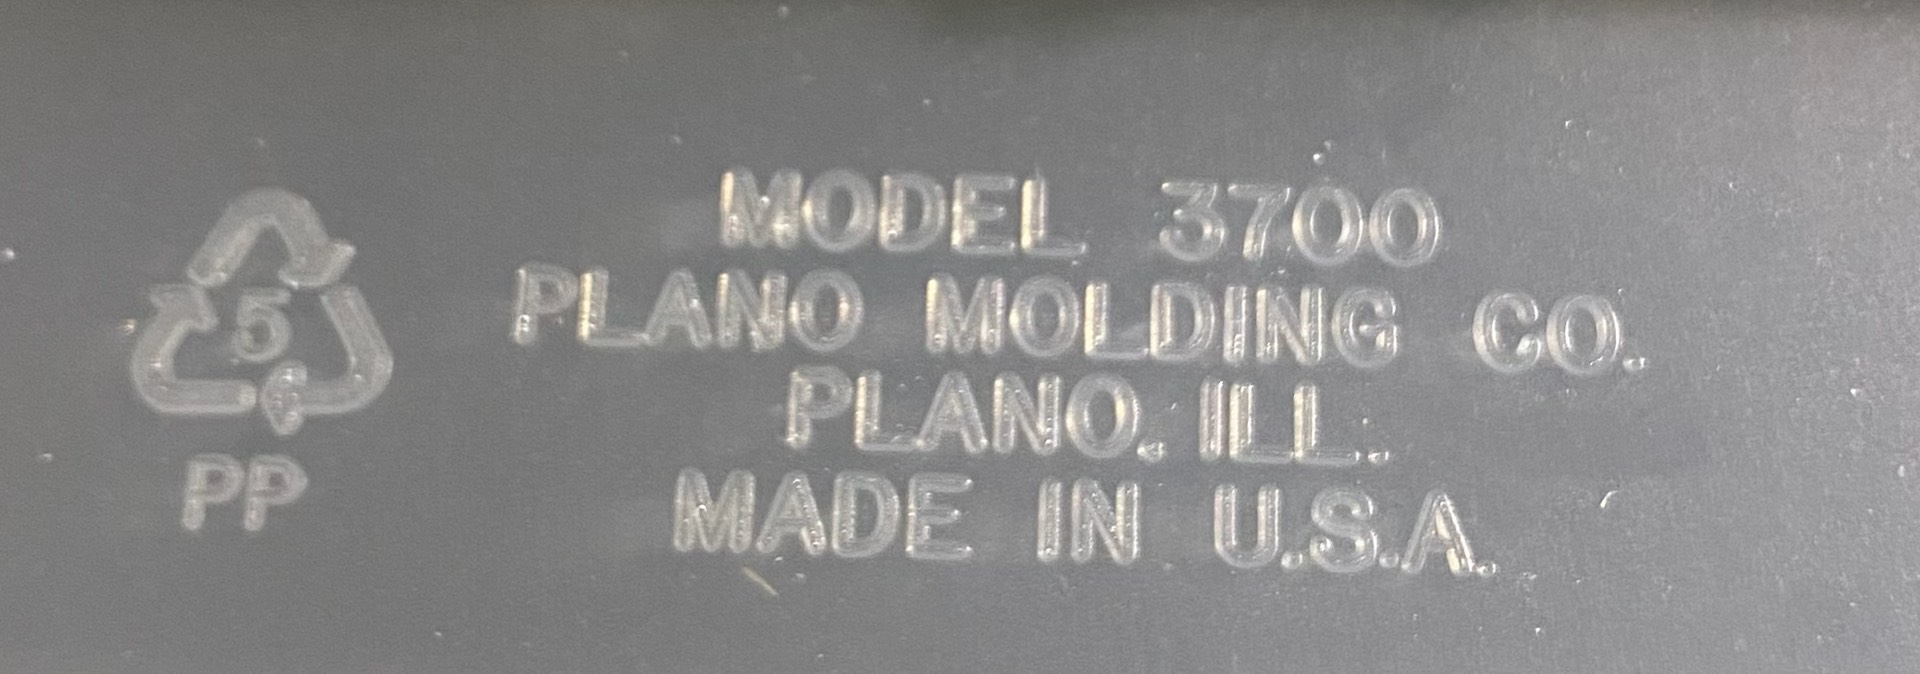 5
PP
MODEL 3700
PLANO MOLDING CO.
PLANO, ILL.
MADE IN U.S.A.